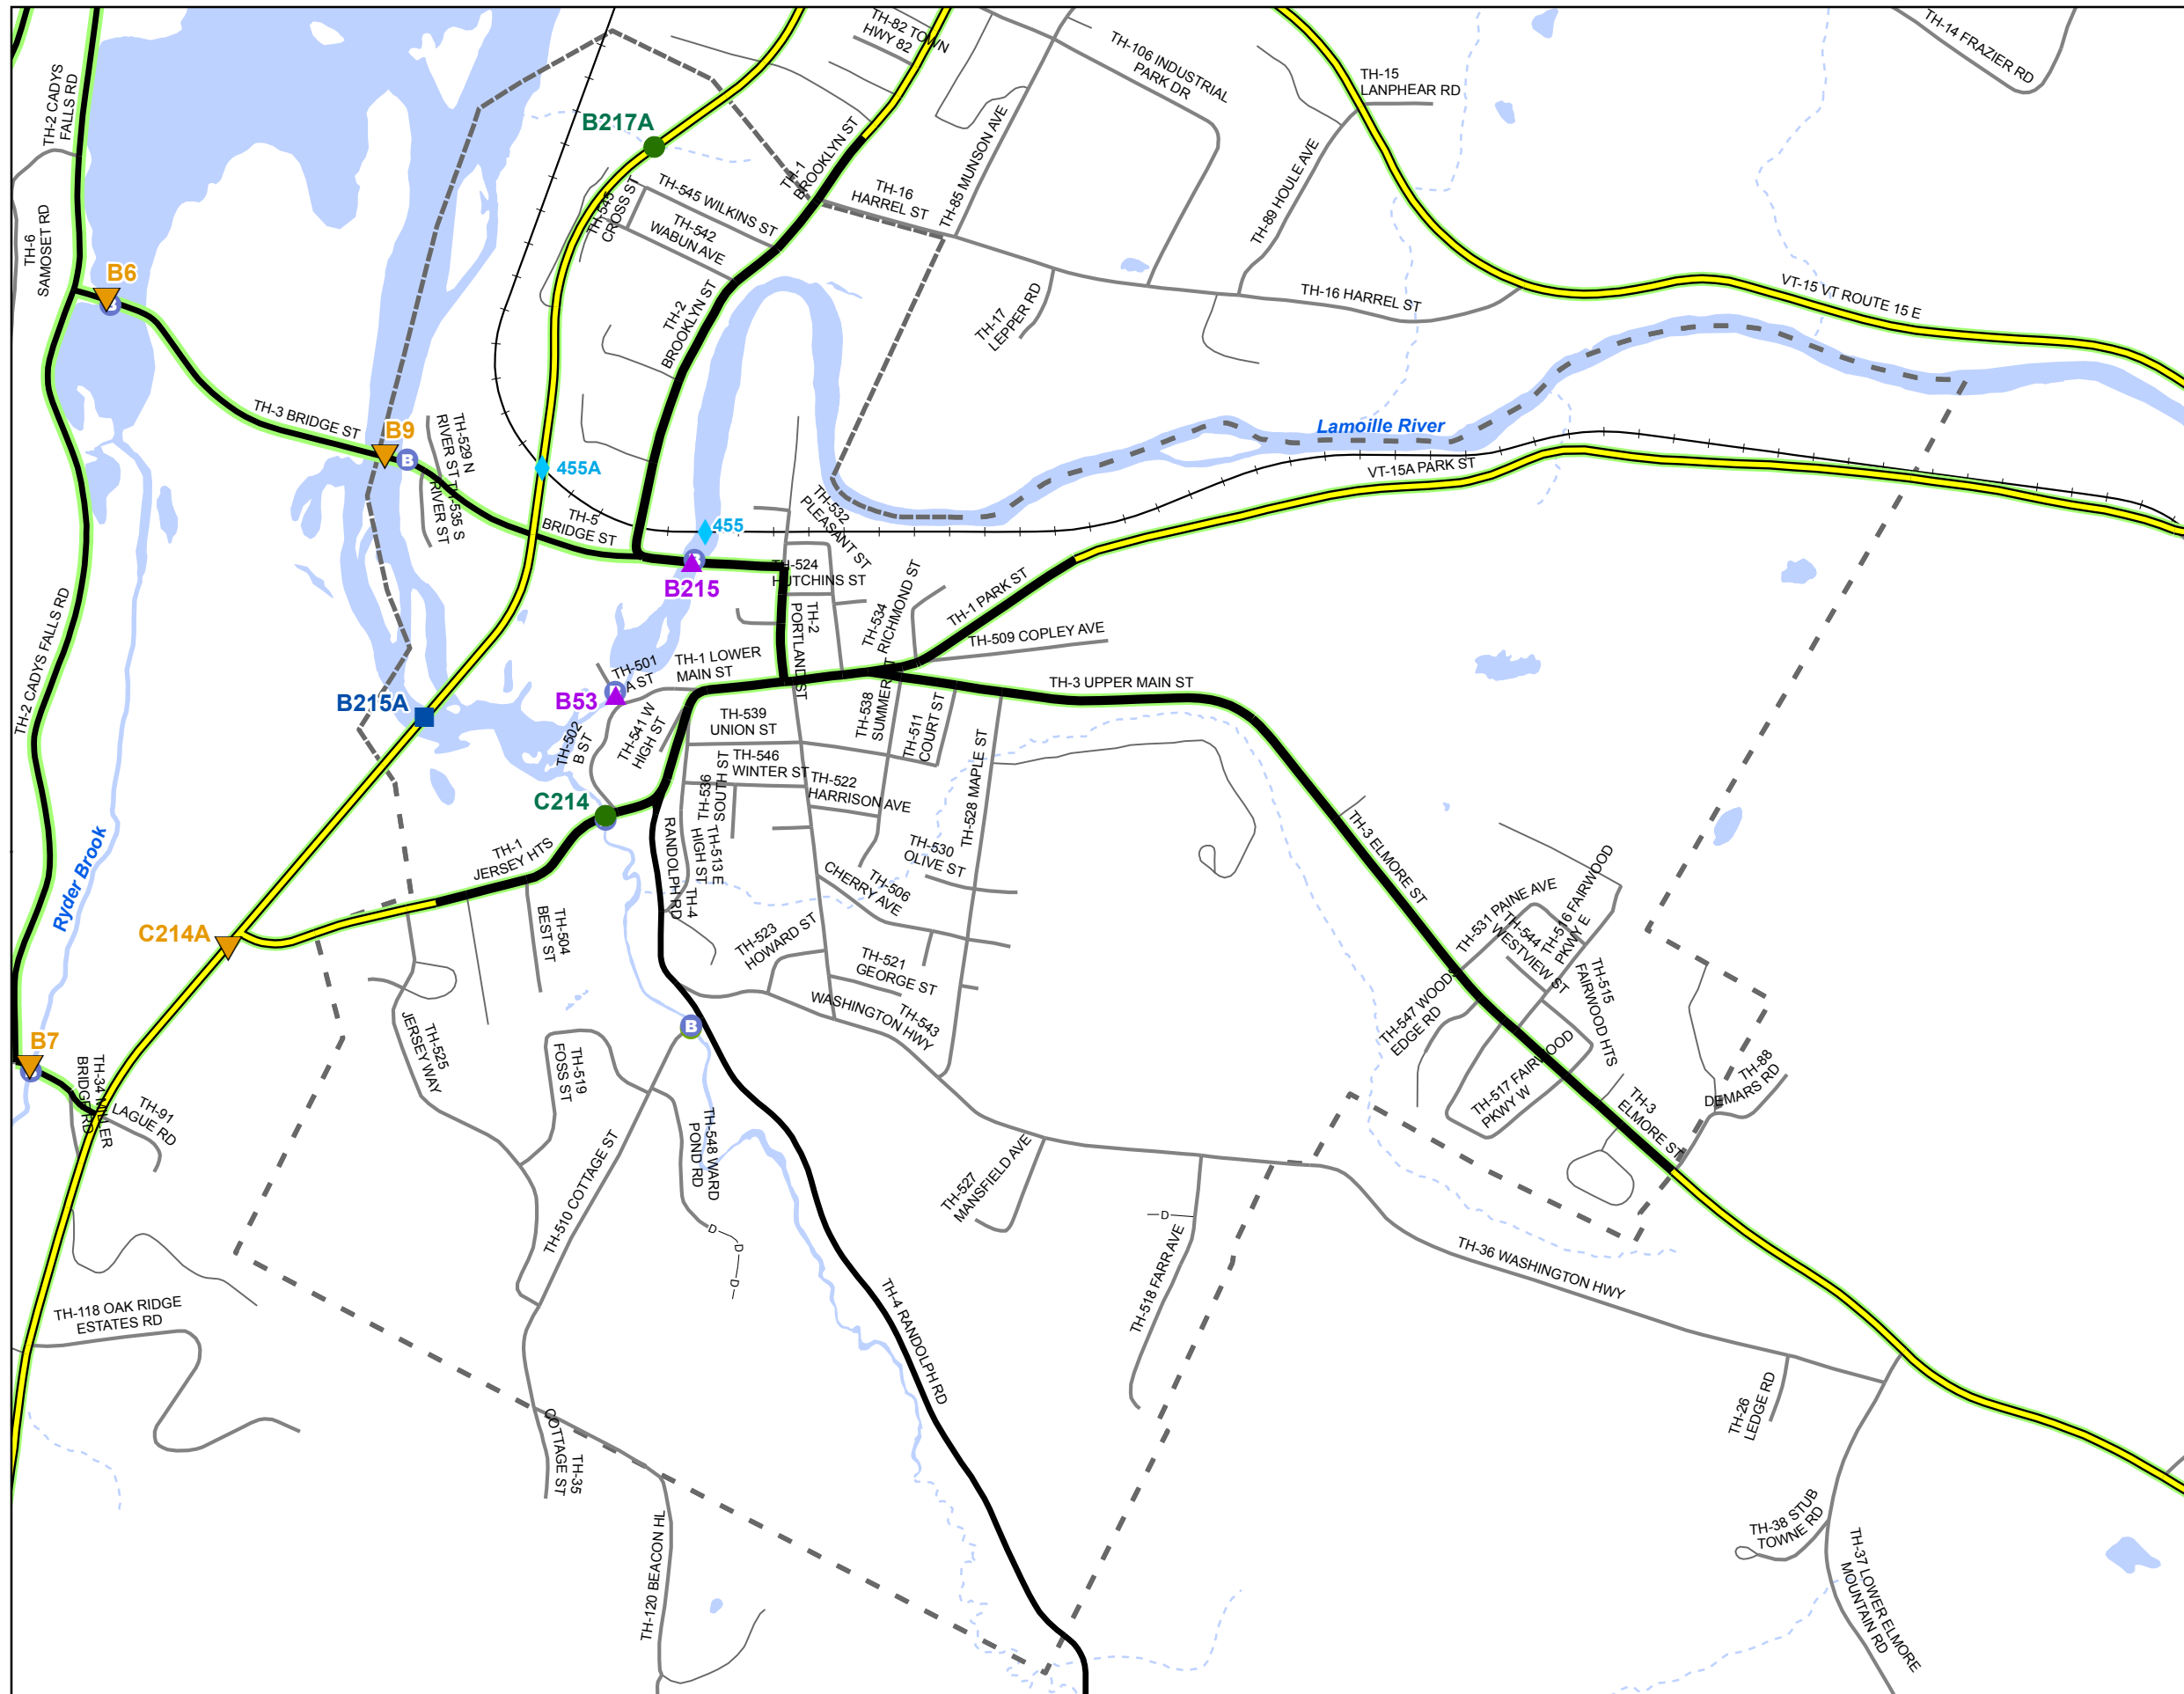 TH-82 TOWN
HWY 82
TH-106 INDUSTRIAL
PARK DR
TH-14 FRAZIER RD
TH-15
LANPHEAR RD
TH-2 CADYS
FALLS RD
B217A
TH-1
BROOKLYN ST
TH-85 MUNSON AVE
TH-89 HOULE AVE
TH-545 WILKINS ST
TH-545
CROSS ST
TH-542
WABUN AVE
TH-16
HARREL ST
TH-6
SAMOSET RD
B6
TH-2
BROOKLYN ST
TH-17
LEPPER RD
TH-16 HARREL ST
VT-15 VT ROUTE 15 E
TH-3 BRIDGE ST
B9
B
TH-529 N
RIVER ST
TH-535 S
RIVER ST
455A
Lamoille River
VT-15A PARK ST
TH-5
BRIDGE ST
455
TH-532
PLEASANT ST
B215
TH-524
HUTCHINS ST
TH-2
PORTLAND ST
TH-534
RICHMOND ST
TH-1 PARK ST
TH-509 COPLEY AVE
TH-2 CADYS FALLS RD
TH-501
A ST
TH-1 LOWER
MAIN ST
B53
TH-3 UPPER MAIN ST
B215A
TH-502
B ST
TH-541 W
HIGH ST
TH-539
UNION ST
TH-538
SUMMER ST
TH-511
COURT ST
TH-546
WINTER ST
TH-536
SOUTH ST
TH-522
HARRISON AVE
TH-528 MAPLE ST
C214
TH-1
JERSEY HTS
TH-4
RANDOLPH RD
TH-513 E
HIGH ST
TH-530
OLIVE ST
TH-506
CHERRY AVE
TH-3 ELMORE ST
Ryder Brook
C214A
TH-504
BEST ST
TH-523
HOWARD ST
TH-521
GEORGE ST
TH-543
WASHINGTON HWY
TH-531 PAINE AVE
TH-544
WESTVIEW ST
TH-516 FAIRWOOD
PKWY E
TH-515
FAIRWOOD HTS
TH-547 WOODS
EDGE RD
TH-517 FAIRWOOD
PKWY W
B7
TH-34 MILLER
BRIDGE RD
TH-91
LAGUE RD
TH-525
JERSEY WAY
TH-519
FOSS ST
B
TH-3
ELMORE ST
TH-88
DEMARS RD
TH-548 WARD
POND RD
TH-510 COTTAGE ST
D
D
D
TH-527
MANSFIELD AVE
D
TH-518 FARR AVE
TH-36 WASHINGTON HWY
TH-118 OAK RIDGE
ESTATES RD
TH-4 RANDOLPH RD
TH-26
LEDGE RD
TH-35
COTTAGE ST
TH-120 BEACON HL
TH-38 STUB
TOWNE RD
TH-37 LOWER ELMORE
MOUNTAIN RD